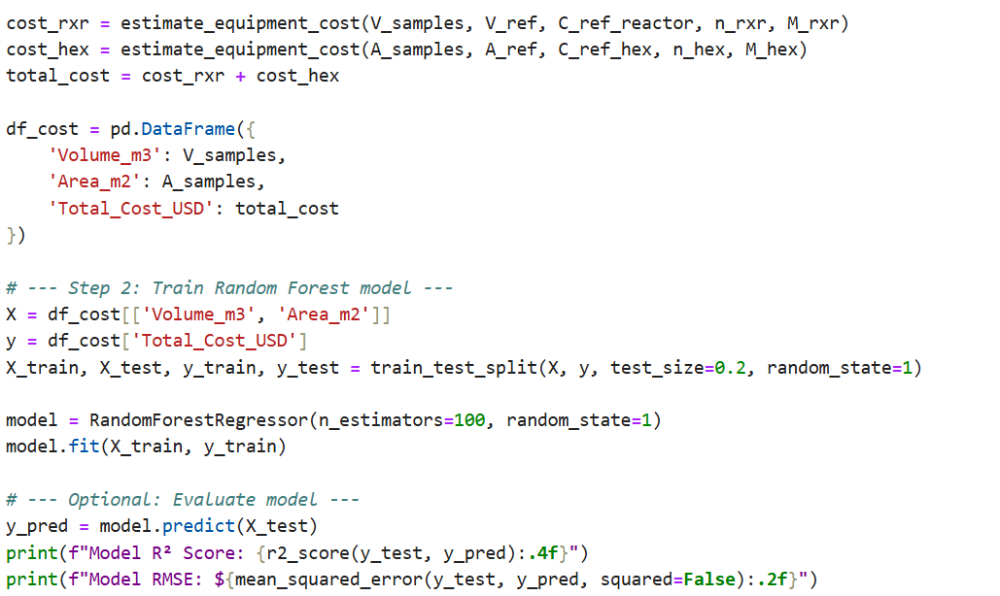 cost_rxr = estimate_equipment_cost(V_samples, V_ref, C_ref_reactor, n_rxr, M_rxr)
cost_hex = estimate_equipment_cost(A_samples, A_ref, C_ref_hex, n_hex, M_hex)
total_cost = cost_rxr + cost_hex

df_cost = pd.DataFrame({
    'Volume_m3': V_samples,
    'Area_m2': A_samples,
    'Total_Cost_USD': total_cost
})

# --- Step 2: Train Random Forest model ---
X = df_cost[['Volume_m3', 'Area_m2']]
y = df_cost['Total_Cost_USD']
X_train, X_test, y_train, y_test = train_test_split(X, y, test_size=0.2, random_state=1)

model = RandomForestRegressor(n_estimators=100, random_state=1)
model.fit(X_train, y_train)

# --- Optional: Evaluate model ---
y_pred = model.predict(X_test)
print(f"Model R² Score: {r2_score(y_test, y_pred):.4f}")
print(f"Model RMSE: ${mean_squared_error(y_test, y_pred, squared=False):.2f}")